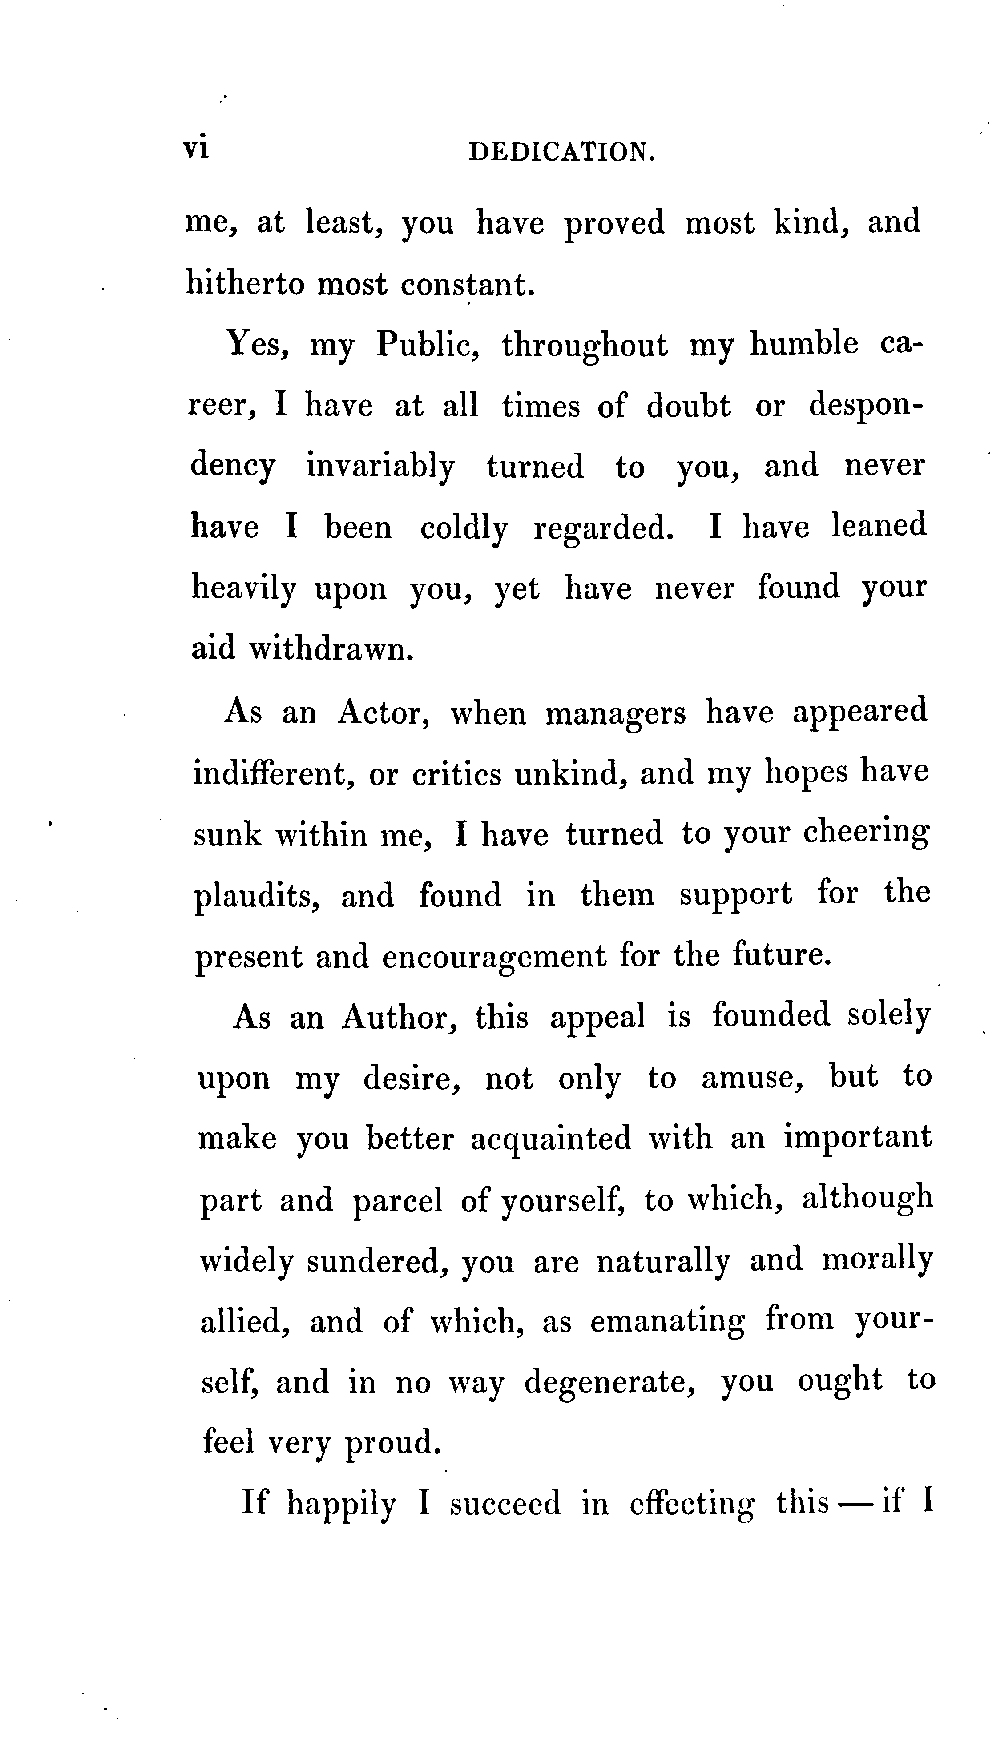 vi DEDICATION.
me, at least, you have proved most kind, and
hitherto most constant.
Yes, my Public, throughout my humble ca-
reer, I have at all times of doubt or despon-
dency invariably turned to you, and never
have I been coldly regarded. I have leaned
heavily upon you, yet have never found your
aid withdrawn.
As an Actor, when managers have appeared
indifferent, or critics unkind, and my hopes have
sunk within me, I have turned to your cheering
plaudits, and found in them support for the
present and encouragement for the future.
As an Author, this appeal is founded solely
upon my desire, not only to amuse, but to
make you better acquainted with an important
part and parcel of yourself, to which, although
widely sundered, you are naturally and morally
allied, and of which, as emanating from your-
self, and in no way degenerate, you ought to
feel very proud.
If happily I succeed in effecting this — if I